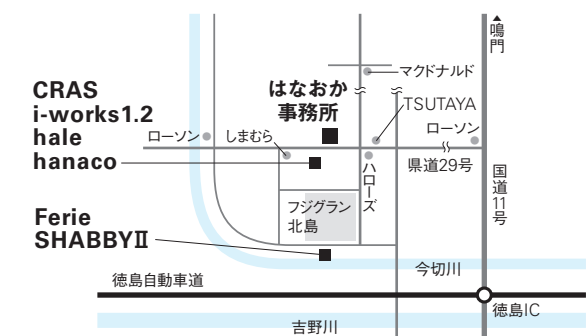 ▲鳴門
CRAS
i-works1.2
hale
hanaco
はなおか
事務所
マクドナルド
TSUTAYA
ローソン
しまむら
ローソン
県道29号
ハローズ
国道11号
フジグラン
北島
Ferie
SHABBYⅡ
今切川
徳島自動車道
徳島IC
吉野川